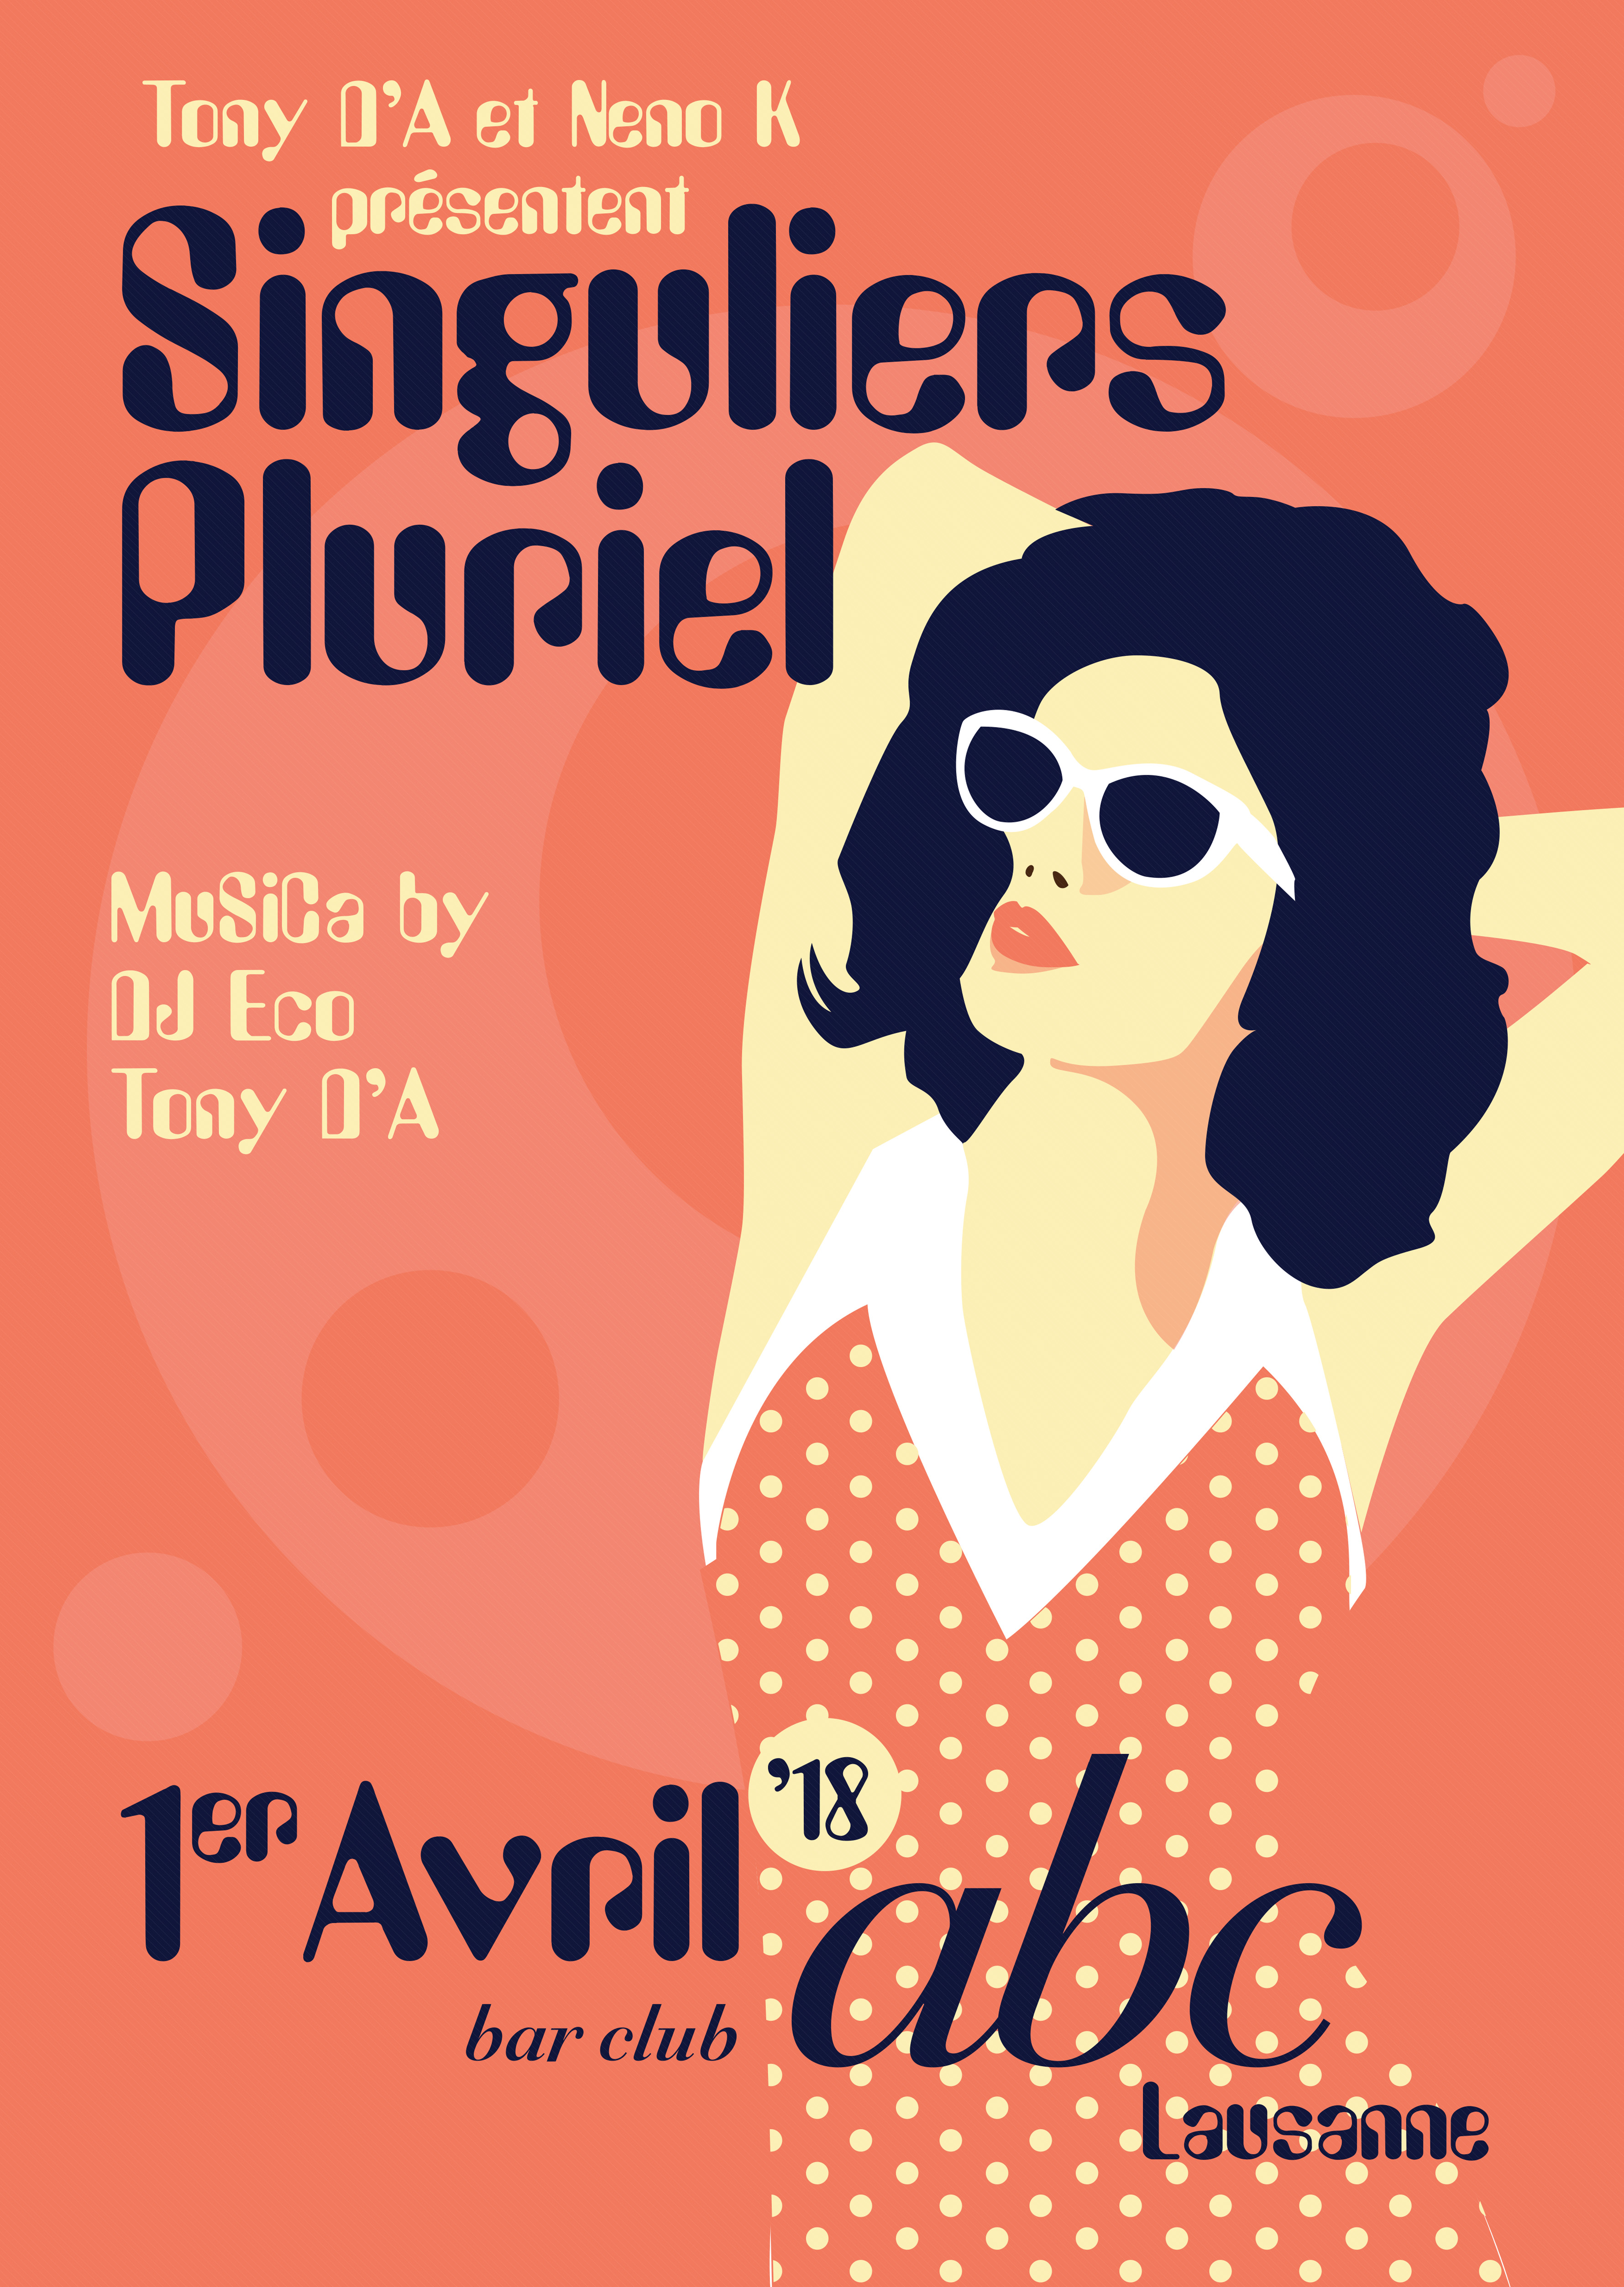 Tony D'A et Neno K
présentent
Singuliers
Pluriel
MuSiCa by
DJ Eco
Tony D'A
1er Avril '18
bar club abc
Lausanne